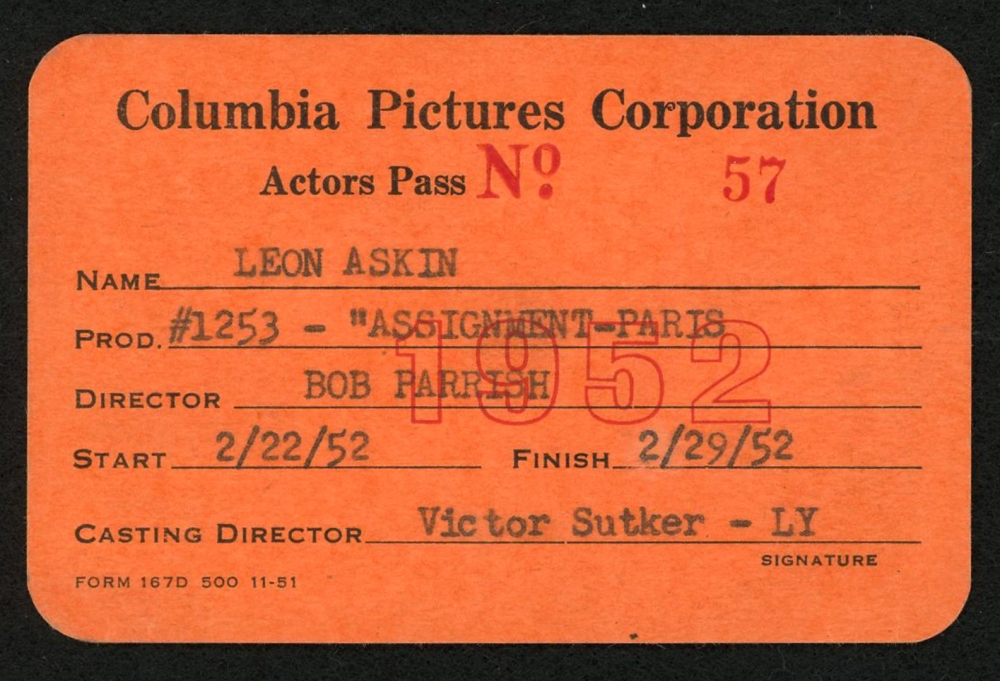 Columbia Pictures Corporation
Actors Pass Nº 57
NAME LEON ASKIN
PROD. #1253 - "ASSIGNMENT-PARIS
1952
DIRECTOR BOB PARRISH
START 2/22/52 FINISH 2/29/52
CASTING DIRECTOR Victor Sutker - LY
SIGNATURE
FORM 167D 500 11-51